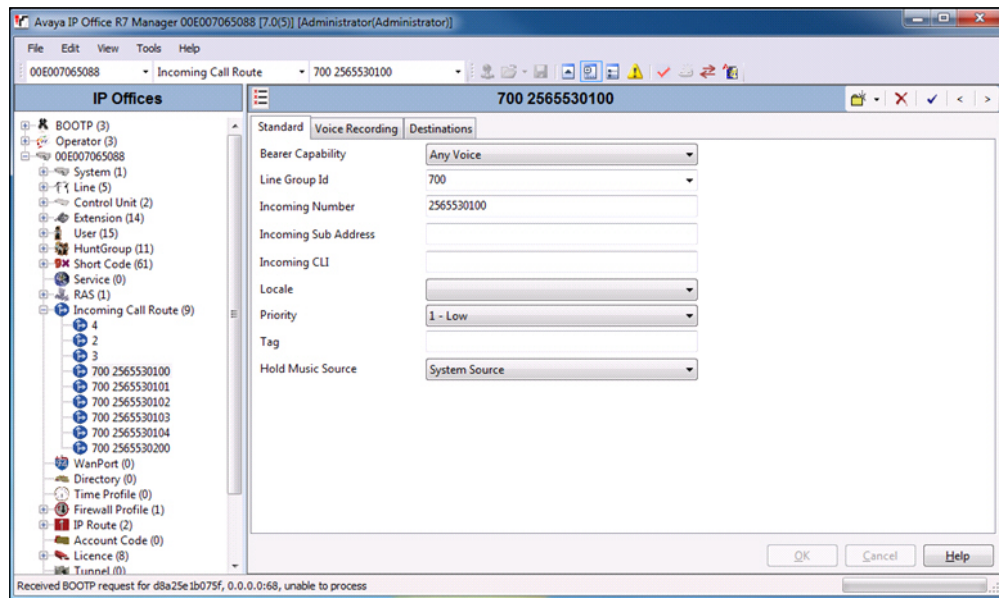 Avaya IP Office R7 Manager 00E007065088 [7.0(5)] [Administrator(Administrator)]
File Edit View Tools Help
00E007065088 Incoming Call Route 700 2565530100
IP Offices
700 2565530100
BOOTP (3)
Operator (3)
00E007065088
System (1)
Line (5)
Control Unit (2)
Extension (14)
User (15)
HuntGroup (11)
Short Code (61)
Service (0)
RAS (1)
Incoming Call Route (9)
4
2
3
700 2565530100
700 2565530101
700 2565530102
700 2565530103
700 2565530104
700 2565530200
WanPort (0)
Directory (0)
Time Profile (0)
Firewall Profile (1)
IP Route (2)
Account Code (0)
Licence (8)
Tunnel (0)
Standard Voice Recording Destinations
Bearer Capability Any Voice
Line Group Id 700
Incoming Number 2565530100
Incoming Sub Address
Incoming CLI
Locale
Priority 1 - Low
Tag
Hold Music Source System Source
OK Cancel Help
Received BOOTP request for d8a25e1b075f, 0.0.0.0:68, unable to process